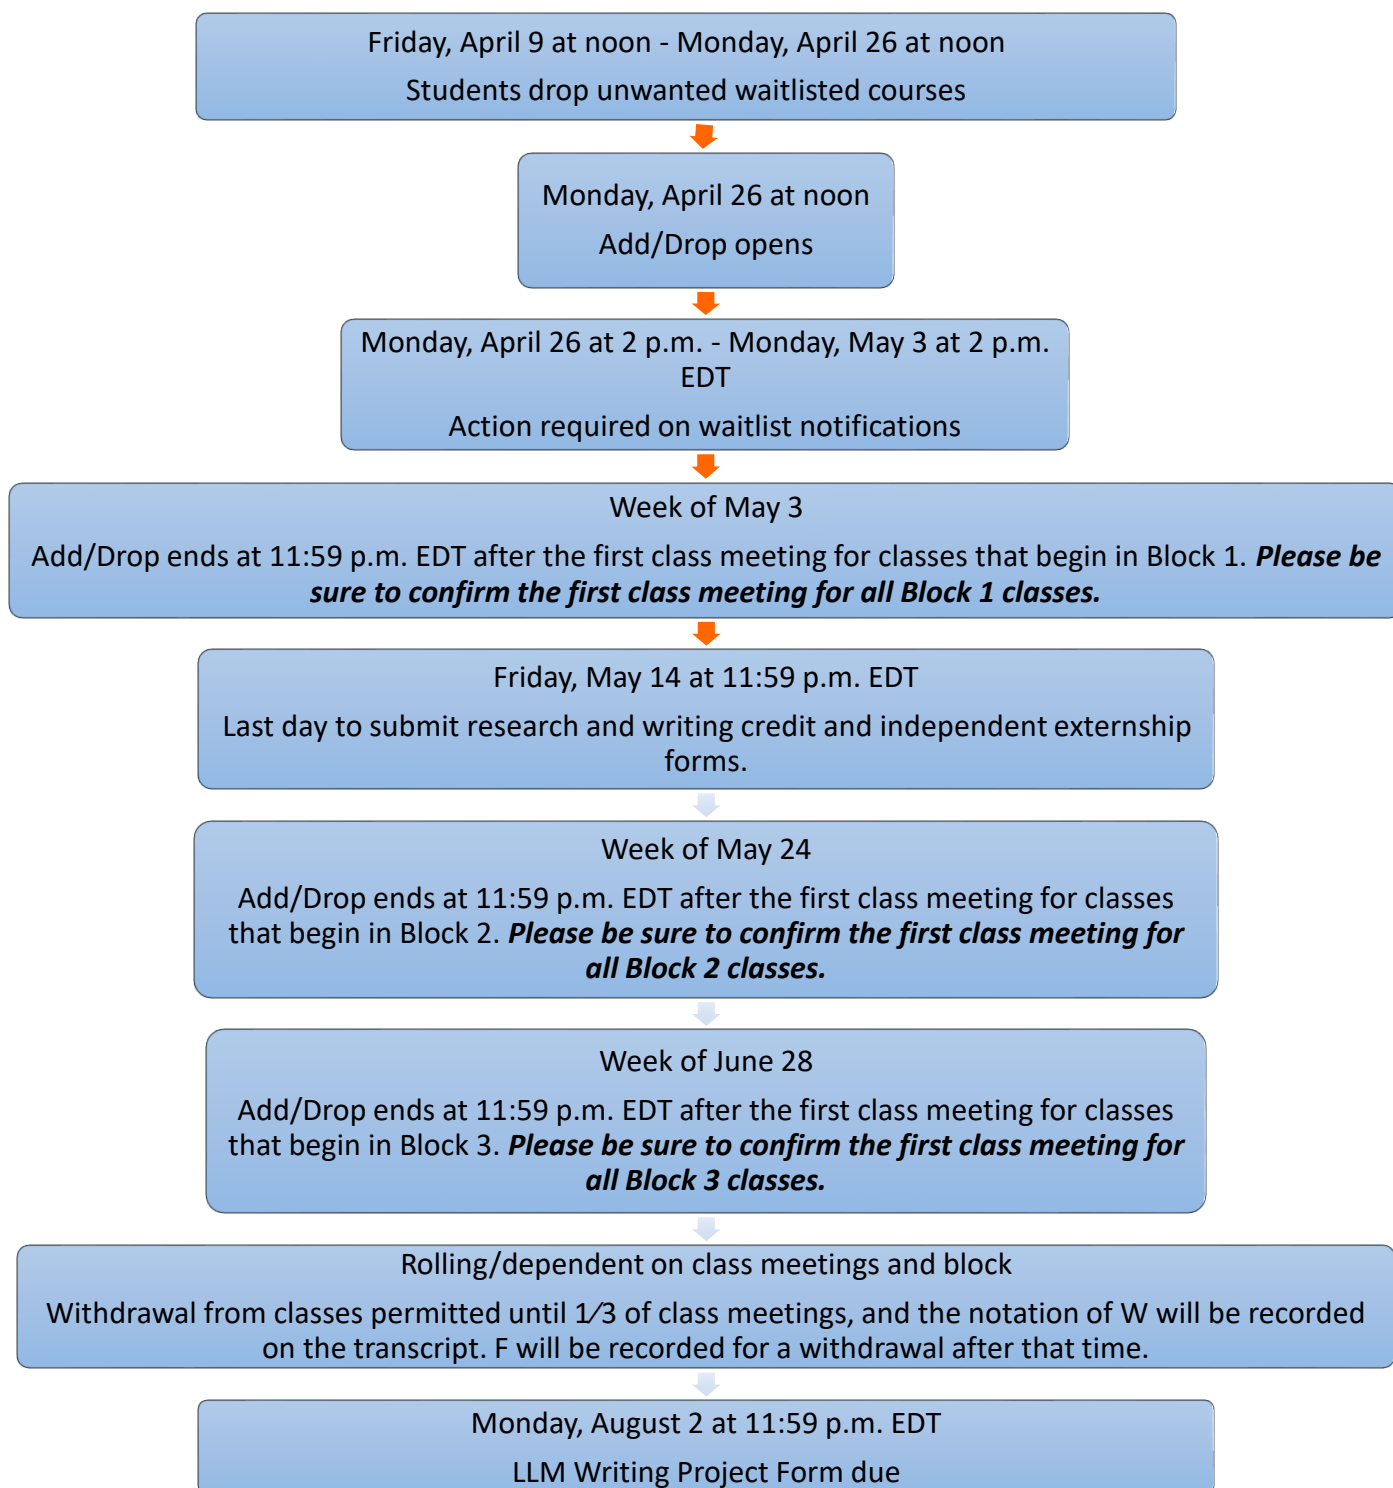 Friday, April 9 at noon - Monday, April 26 at noon
Students drop unwanted waitlisted courses
Monday, April 26 at noon
Add/Drop opens
Monday, April 26 at 2 p.m. - Monday, May 3 at 2 p.m.
EDT
Action required on waitlist notifications
Week of May 3
Add/Drop ends at 11:59 p.m. EDT after the first class meeting for classes that begin in Block 1. Please be
sure to confirm the first class meeting for all Block 1 classes.
Friday, May 14 at 11:59 p.m. EDT
Last day to submit research and writing credit and independent externship
forms.
Week of May 24
Add/Drop ends at 11:59 p.m. EDT after the first class meeting for classes
that begin in Block 2. Please be sure to confirm the first class meeting for
all Block 2 classes.
Week of June 28
Add/Drop ends at 11:59 p.m. EDT after the first class meeting for classes
that begin in Block 3. Please be sure to confirm the first class meeting for
all Block 3 classes.
Rolling/dependent on class meetings and block
Withdrawal from classes permitted until 1⁄3 of class meetings, and the notation of W will be recorded
on the transcript. F will be recorded for a withdrawal after that time.
Monday, August 2 at 11:59 p.m. EDT
LLM Writing Project Form due